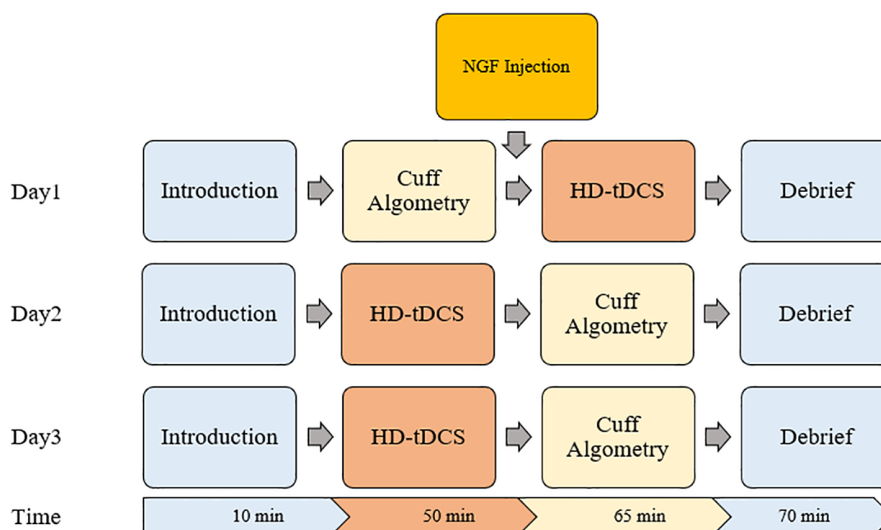 NGF Injection
Day1
Introduction
Cuff
Algometry
HD-tDCS
Debrief
Day2
Introduction
HD-tDCS
Cuff
Algometry
Debrief
Day3
Introduction
HD-tDCS
Cuff
Algometry
Debrief
Time
10 min
50 min
65 min
70 min